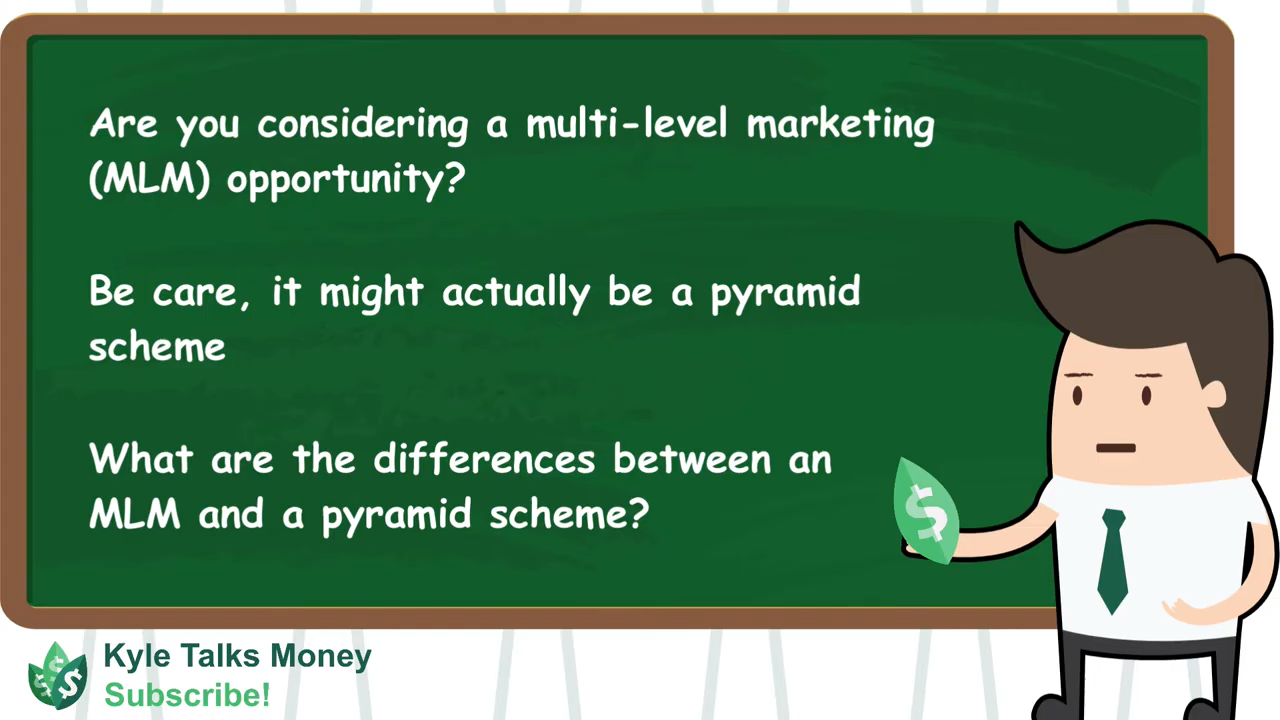 Are you considering a multi-level marketing
(MLM) opportunity?
Be care, it might actually be a pyramid
scheme
What are the differences between an
MLM and a pyramid scheme?
$
Kyle Talks Money
Subscribe!
$ $ $